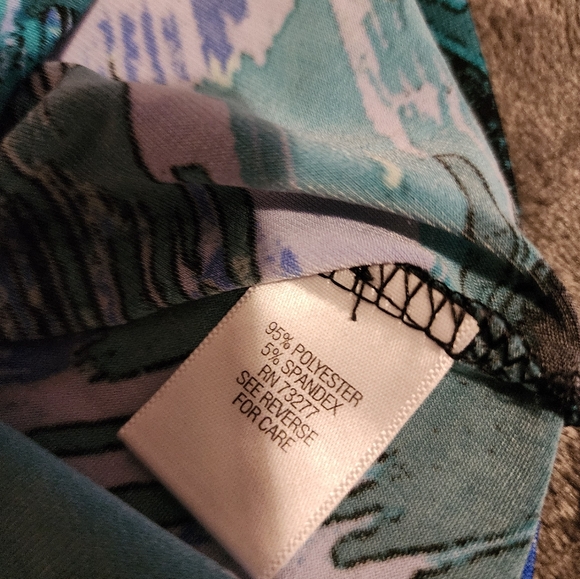 95% POLYESTER
5% SPANDEX
RN 73277
SEE REVERSE
FOR CARE